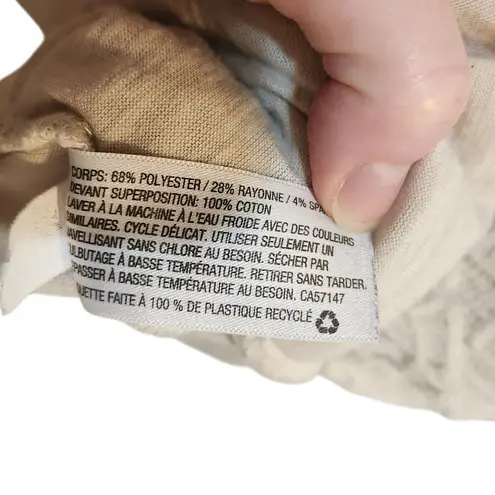 CORPS: 68% POLYESTER / 28% RAYONNE / 4% SPA
DEVANT SUPERPOSITION: 100% COTON
LAVER À LA MACHINE À L'EAU FROIDE AVEC DES COULEURS
SIMILAIRES. CYCLE DÉLICAT. UTILISER SEULEMENT UN
JAVELLISANT SANS CHLORE AU BESOIN. SÉCHER PAR
CULBUTAGE À BASSE TEMPÉRATURE. RETIRER SANS TARDER.
REPASSER À BASSE TEMPÉRATURE AU BESOIN. CA57147
QUETTE FAITE À 100 % DE PLASTIQUE RECYCLÉ